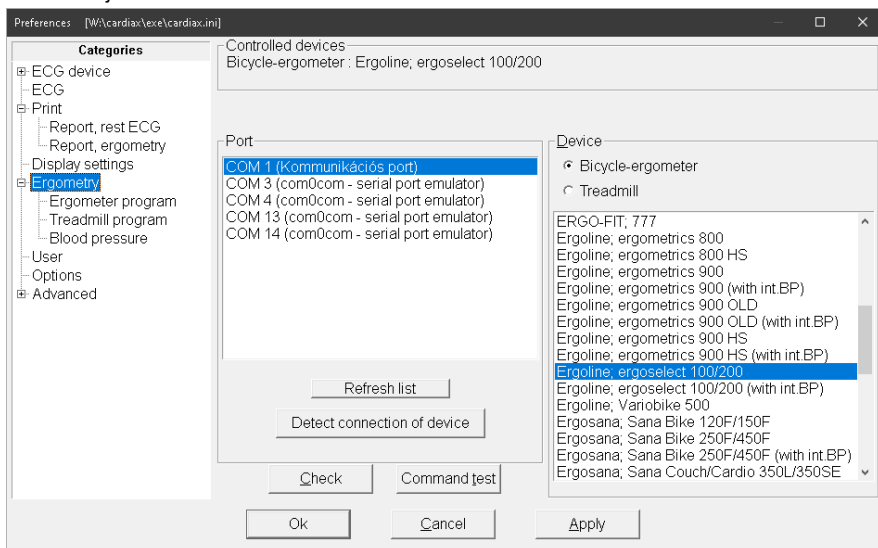 Preferences [W:\cardiax\exe\cardiax.ini]
Categories
ECG device
ECG
Print
Report, rest ECG
Report, ergometry
Display settings
Ergometry
Ergometer program
Treadmill program
Blood pressure
User
Options
Advanced
Controlled devices
Bicycle-ergometer : Ergoline; ergoselect 100/200
Port
COM 1 (Kommunikációs port)
COM 3 (com0com - serial port emulator)
COM 4 (com0com - serial port emulator)
COM 13 (com0com - serial port emulator)
COM 14 (com0com - serial port emulator)
Refresh list
Detect connection of device
Check
Command test
Device
Bicycle-ergometer
Treadmill
ERGO-FIT; 777
Ergoline; ergometrics 800
Ergoline; ergometrics 800 HS
Ergoline; ergometrics 900
Ergoline; ergometrics 900 (with int.BP)
Ergoline; ergometrics 900 OLD
Ergoline; ergometrics 900 OLD (with int.BP)
Ergoline; ergometrics 900 HS
Ergoline; ergometrics 900 HS (with int.BP)
Ergoline; ergoselect 100/200
Ergoline; ergoselect 100/200 (with int.BP)
Ergoline; Variobike 500
Ergosana; Sana Bike 120F/150F
Ergosana; Sana Bike 250F/450F
Ergosana; Sana Bike 250F/450F (with int.BP)
Ergosana; Sana Couch/Cardio 350L/350SE
Ok
Cancel
Apply